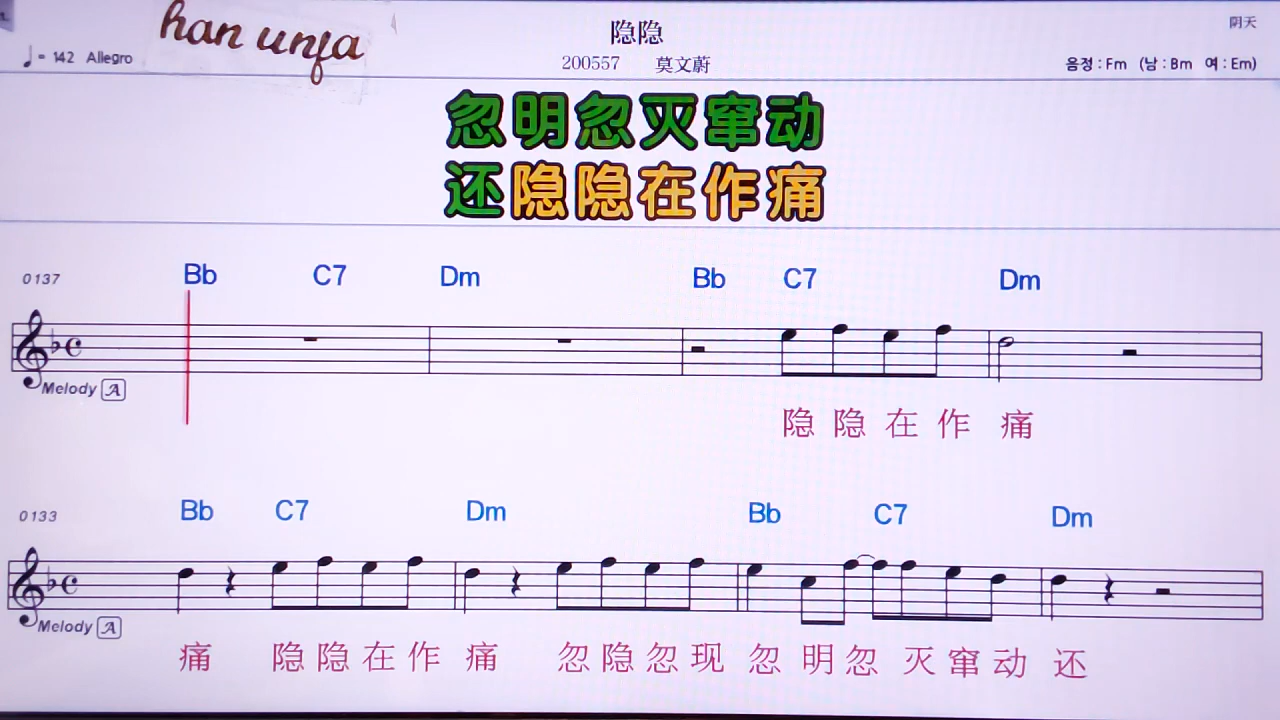 han unja
隐隐
阴天
♩= 142 Allegro
200557 莫文蔚
음정 : Fm (남 : Bm 여 : Em)
忽明忽灭窜动
还隐隐在作痛
0137
Bb C7 Dm Bb C7 Dm
Melody A
隐 隐 在 作 痛
0133
Bb C7 Dm Bb C7 Dm
Melody A
痛 隐 隐 在 作 痛 忽 隐 忽 现 忽 明 忽 灭 窜 动 还